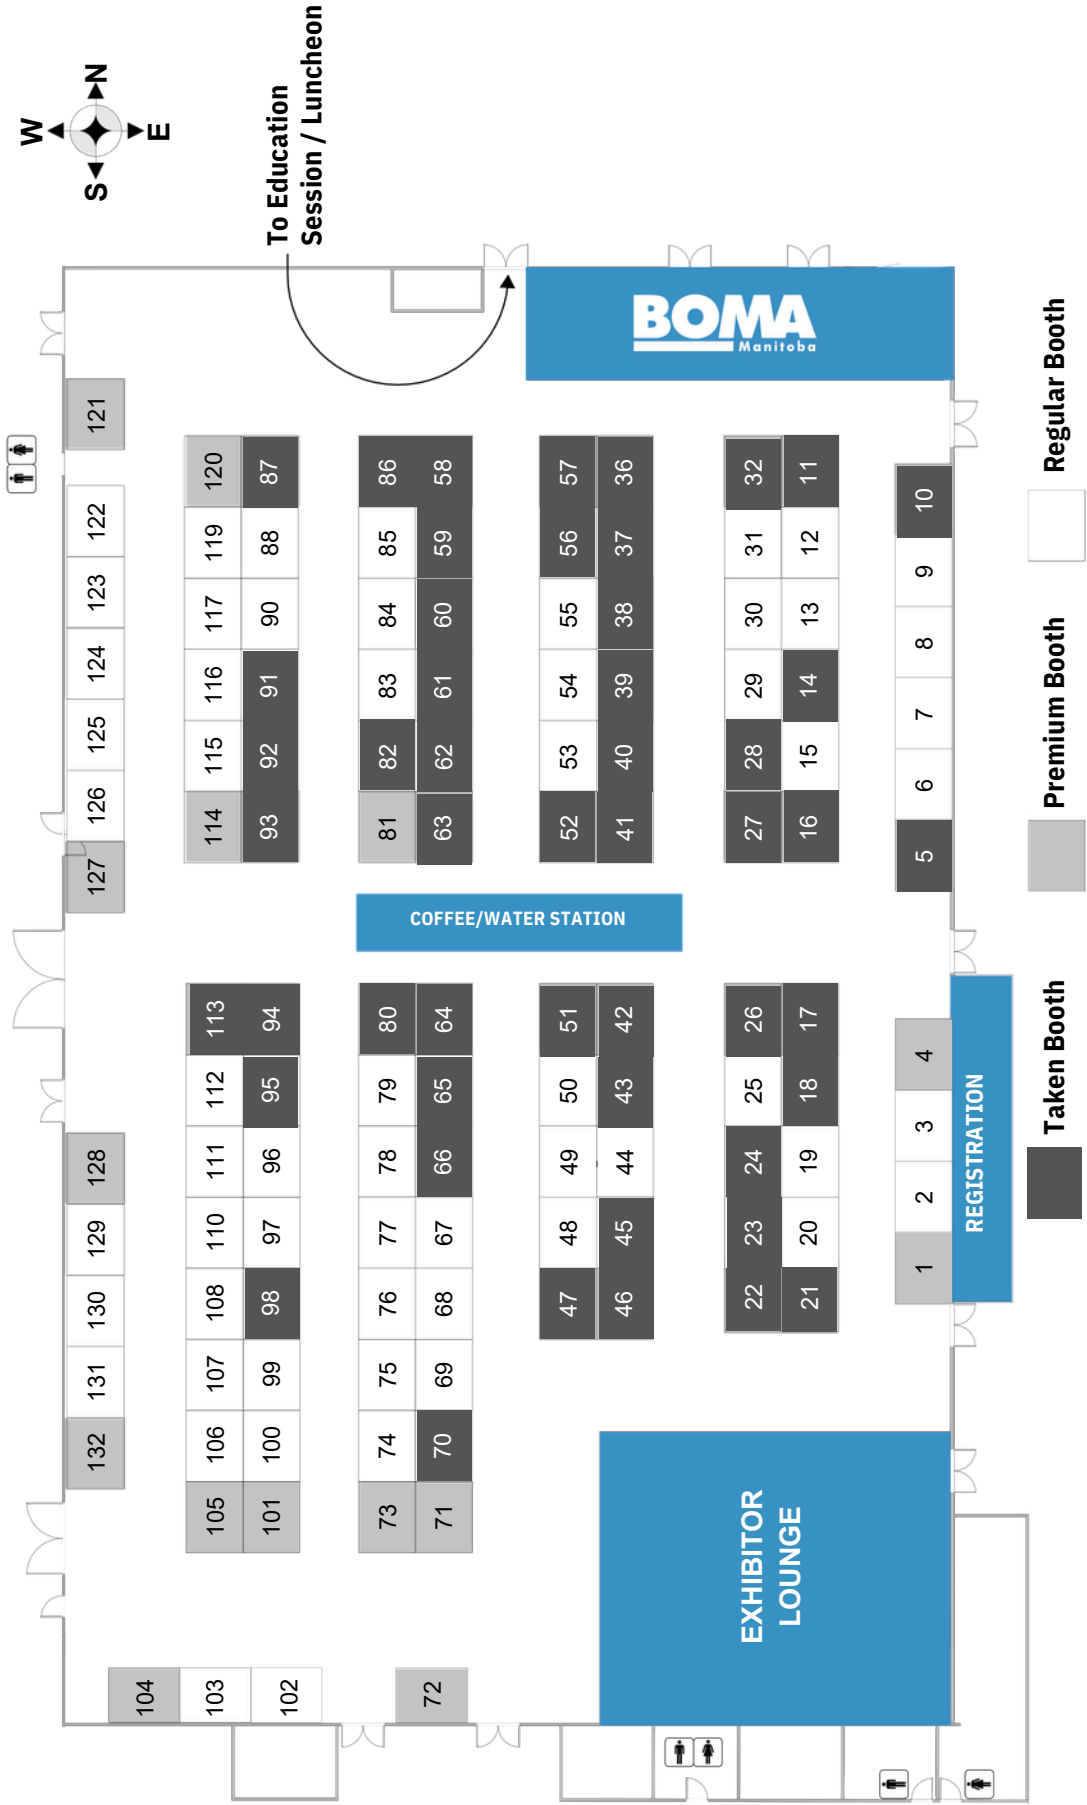 W
S N
E
132 131 130 129 128 127 126 125 124 123 122 121
104
103
102
105 106 107 108 110 111 112 113 114 115 116 117 119 120
101 100 99 98 97 96 95 94 93 92 91 90 88 87
To Education
Session / Luncheon
73 74 75 76 77 78 79 80 81 82 83 84 85 86
72
71 70 69 68 67 66 65 64 63 62 61 60 59 58
COFFEE/WATER STATION
47 48 49 50 51 52 53 54 55 56 57
46 45 44 43 42 41 40 39 38 37 36
BOMA
Manitoba
22 23 24 25 26 27 28 29 30 31 32
21 20 19 18 17 16 15 14 13 12 11
EXHIBITOR
LOUNGE
1 2 3 4 5 6 7 8 9 10
REGISTRATION
Taken Booth
Premium Booth
Regular Booth